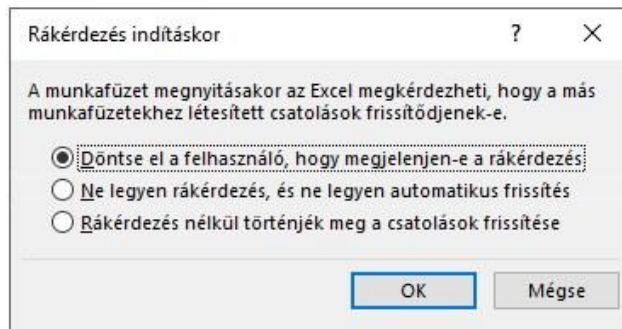 Rákérdezés indításkor ?
A munkafüzet megnyitásakor az Excel megkérdezheti, hogy a más
munkafüzetekhez létesített csatolások frissítődjenek-e.
Döntse el a felhasználó, hogy megjelenjen-e a rákérdezés
Ne legyen rákérdezés, és ne legyen automatikus frissítés
Rákérdezés nélkül történjék meg a csatolások frissítése
OK Mégse